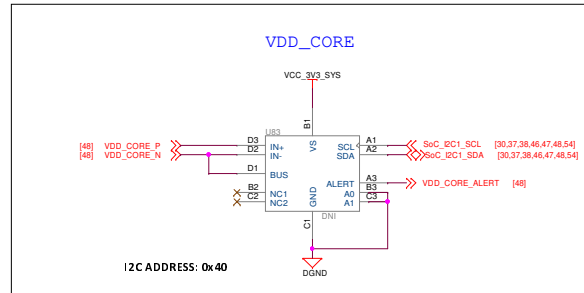 VDD_CORE
VCC_3V3_SYS
B1
U83
[48] VDD_CORE_P D3 IN+ VS SCL A1 SoC_I2C1_SCL [30,37,38,46,47,48,54]
[48] VDD_CORE_N D2 IN- SDA A2 SoC_I2C1_SDA [30,37,38,46,47,48,54]
D1 BUS
ALERT A3 VDD_CORE_ALERT [48]
B2 NC1 GND A0 B3
C2 NC2 A1 C3
C1 DNI
I2C ADDRESS: 0x40
DGND